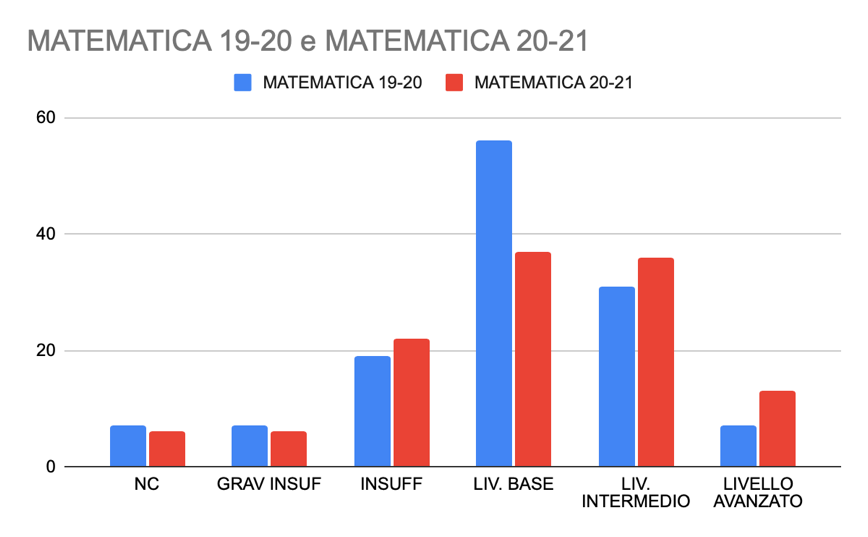 MATEMATICA 19-20 e MATEMATICA 20-21
MATEMATICA 19-20 MATEMATICA 20-21
60
40
20
0
NC GRAV INSUF INSUFF LIV. BASE LIV. INTERMEDIO LIVELLO AVANZATO